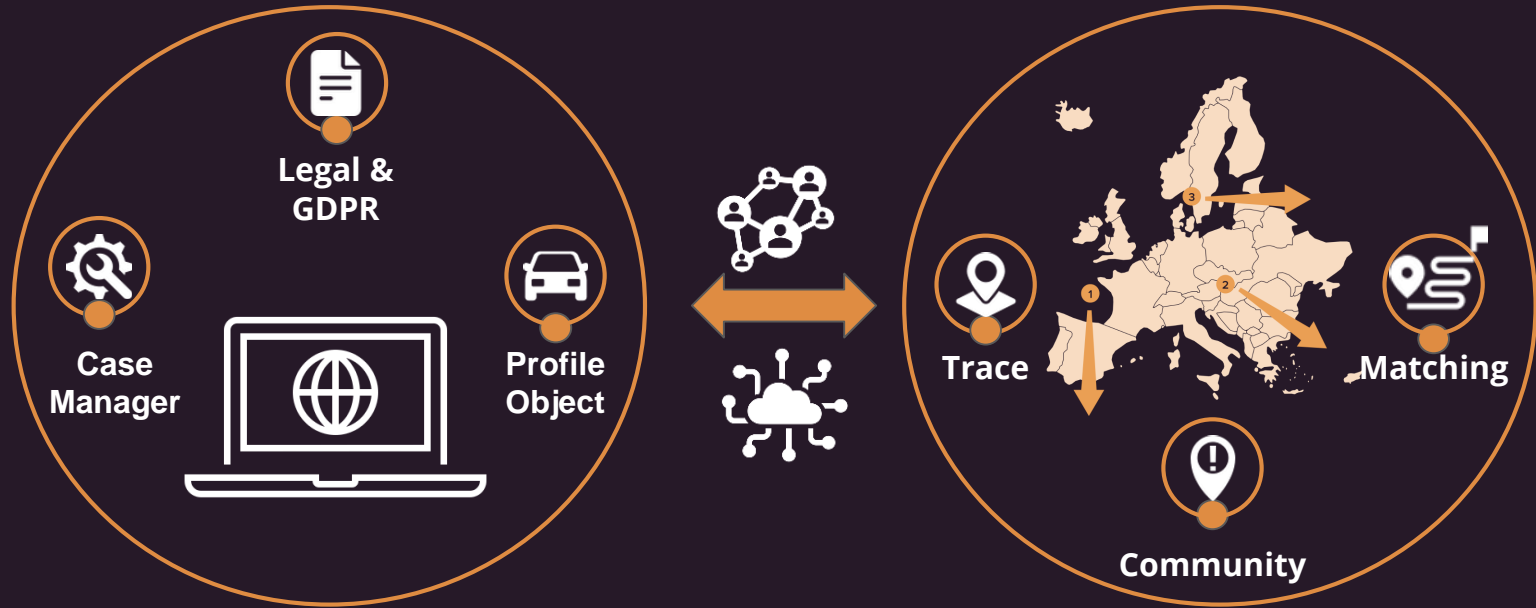 Legal &
GDPR
Case
Manager
Profile
Object
3
1
2
Trace
Matching
!
Community